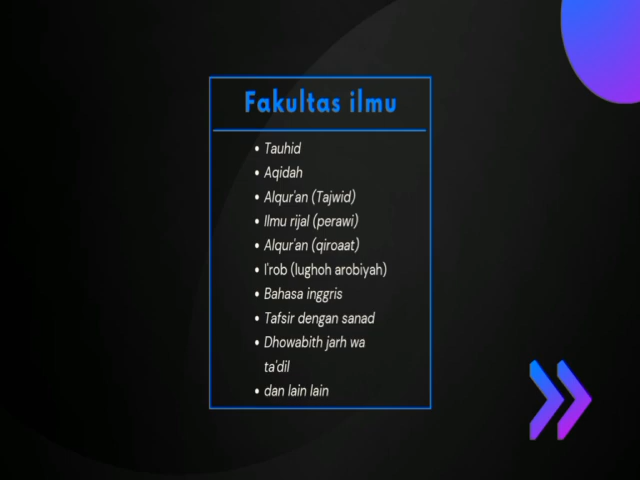 Fakultas ilmu
• Tauhid
• Aqidah
• Alqur'an (Tajwid)
• Ilmu rijal (perawi)
• Alqur'an (qiroaat)
• I'rob (lughoh arobiyah)
• Bahasa inggris
• Tafsir dengan sanad
• Dhowabith jarh wa
ta'dil
• dan lain lain